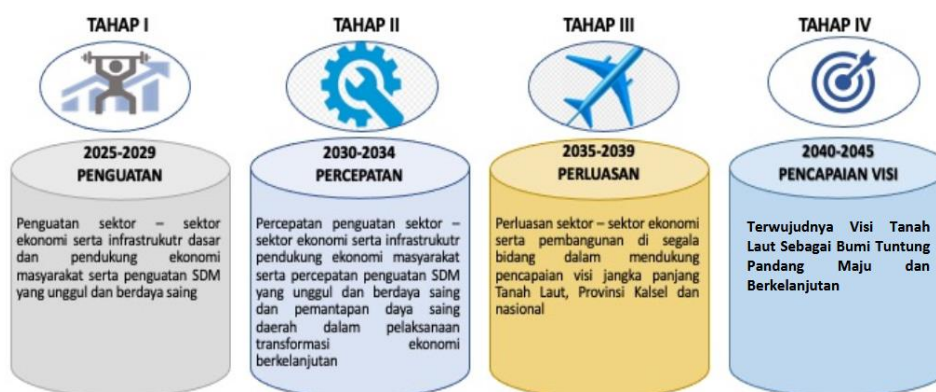 TAHAP I
2025-2029
PENGUATAN
Penguatan sektor – sektor
ekonomi serta infrastrukutr dasar
dan pendukung ekonomi
masyarakat serta penguatan SDM
yang unggul dan berdaya saing
TAHAP II
2030-2034
PERCEPATAN
Percepatan penguatan sektor –
sektor ekonomi serta infrastrukutr
pendukung ekonomi masyarakat
serta percepatan penguatan SDM
yang unggul dan berdaya saing
dan pemantapan daya saing
daerah dalam pelaksanaan
transformasi ekonomi
berkelanjutan
TAHAP III
2035-2039
PERLUASAN
Perluasan sektor – sektor ekonomi
serta pembangunan di segala
bidang dalam mendukung
pencapaian visi jangka panjang
Tanah Laut, Provinsi Kalsel dan
nasional
TAHAP IV
2040-2045
PENCAPAIAN VISI
Terwujudnya Visi Tanah
Laut Sebagai Bumi Tuntung
Pandang Maju dan
Berkelanjutan